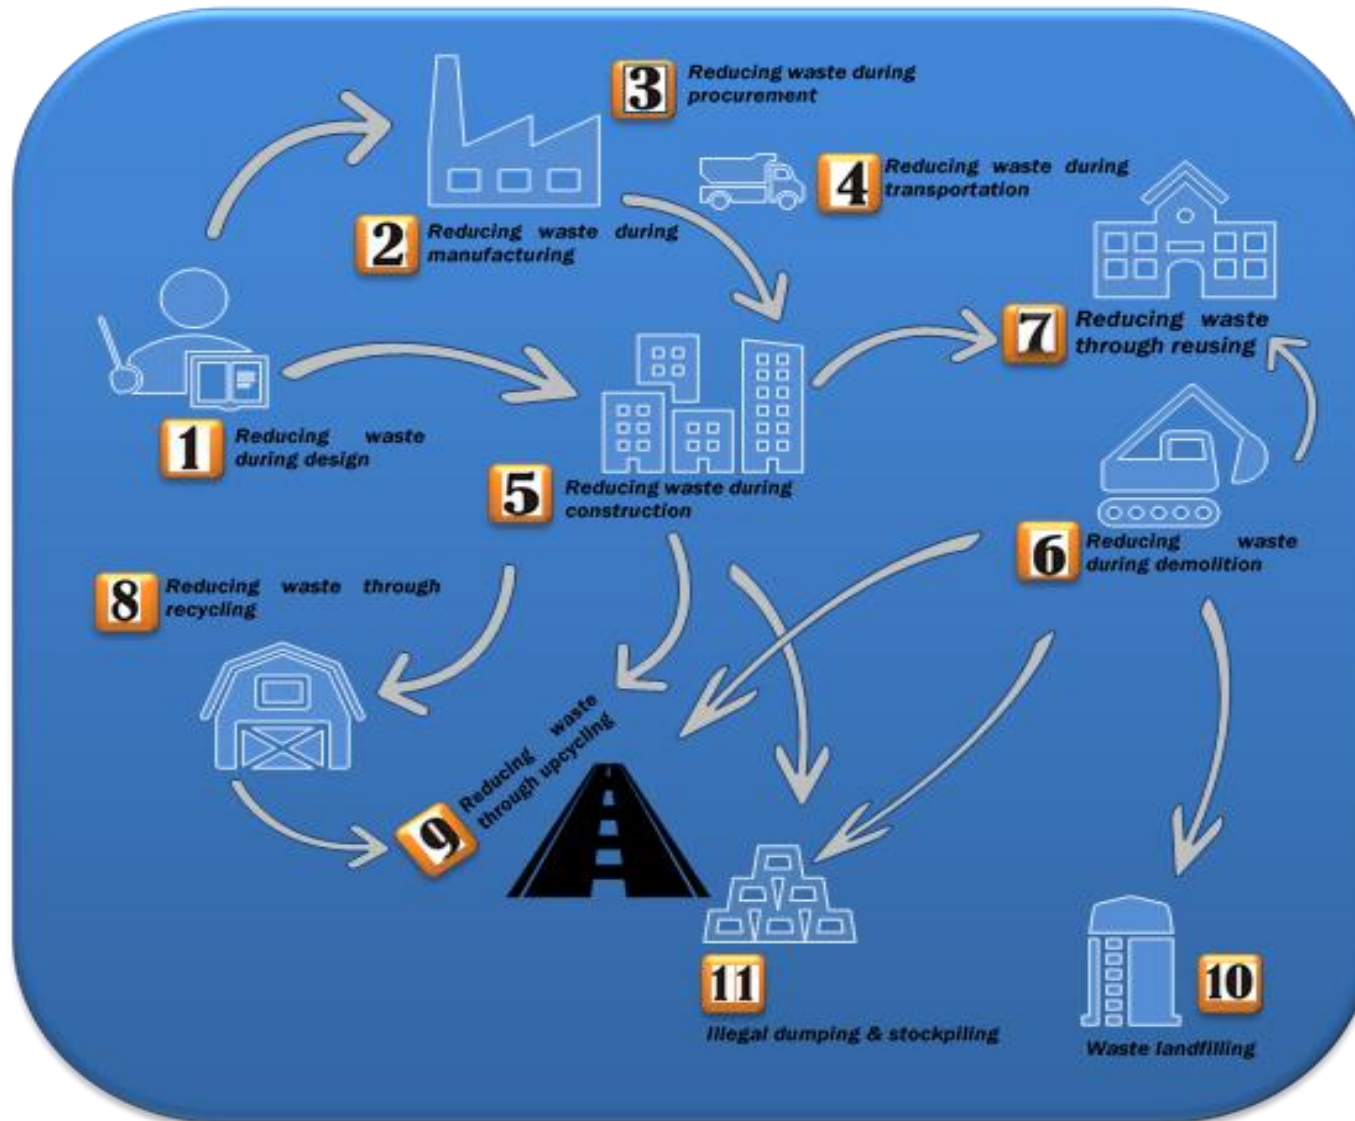 3
Reducing waste during
procurement
4
Reducing waste during
transportation
2
Reducing waste during
manufacturing
7
Reducing waste
through reusing
1
Reducing waste
during design
5
Reducing waste during
construction
6
Reducing waste
during demolition
8
Reducing waste through
recycling
9
Reducing waste
through upcycling
11
Illegal dumping & stockpiling
10
Waste landfilling